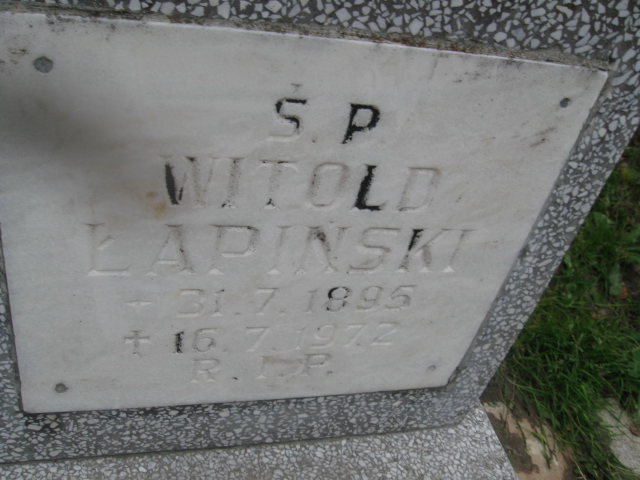 Ś. P
WITOLD
ŁAPIŃSKI
+ 31.7.1895
+ 16.7.1972
R. I. P.